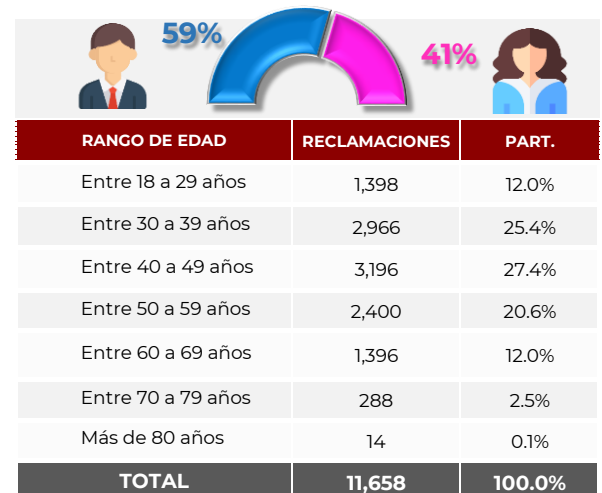 59%
41%
RANGO DE EDAD RECLAMACIONES PART.
Entre 18 a 29 años 1,398 12.0%
Entre 30 a 39 años 2,966 25.4%
Entre 40 a 49 años 3,196 27.4%
Entre 50 a 59 años 2,400 20.6%
Entre 60 a 69 años 1,396 12.0%
Entre 70 a 79 años 288 2.5%
Más de 80 años 14 0.1%
TOTAL 11,658 100.0%